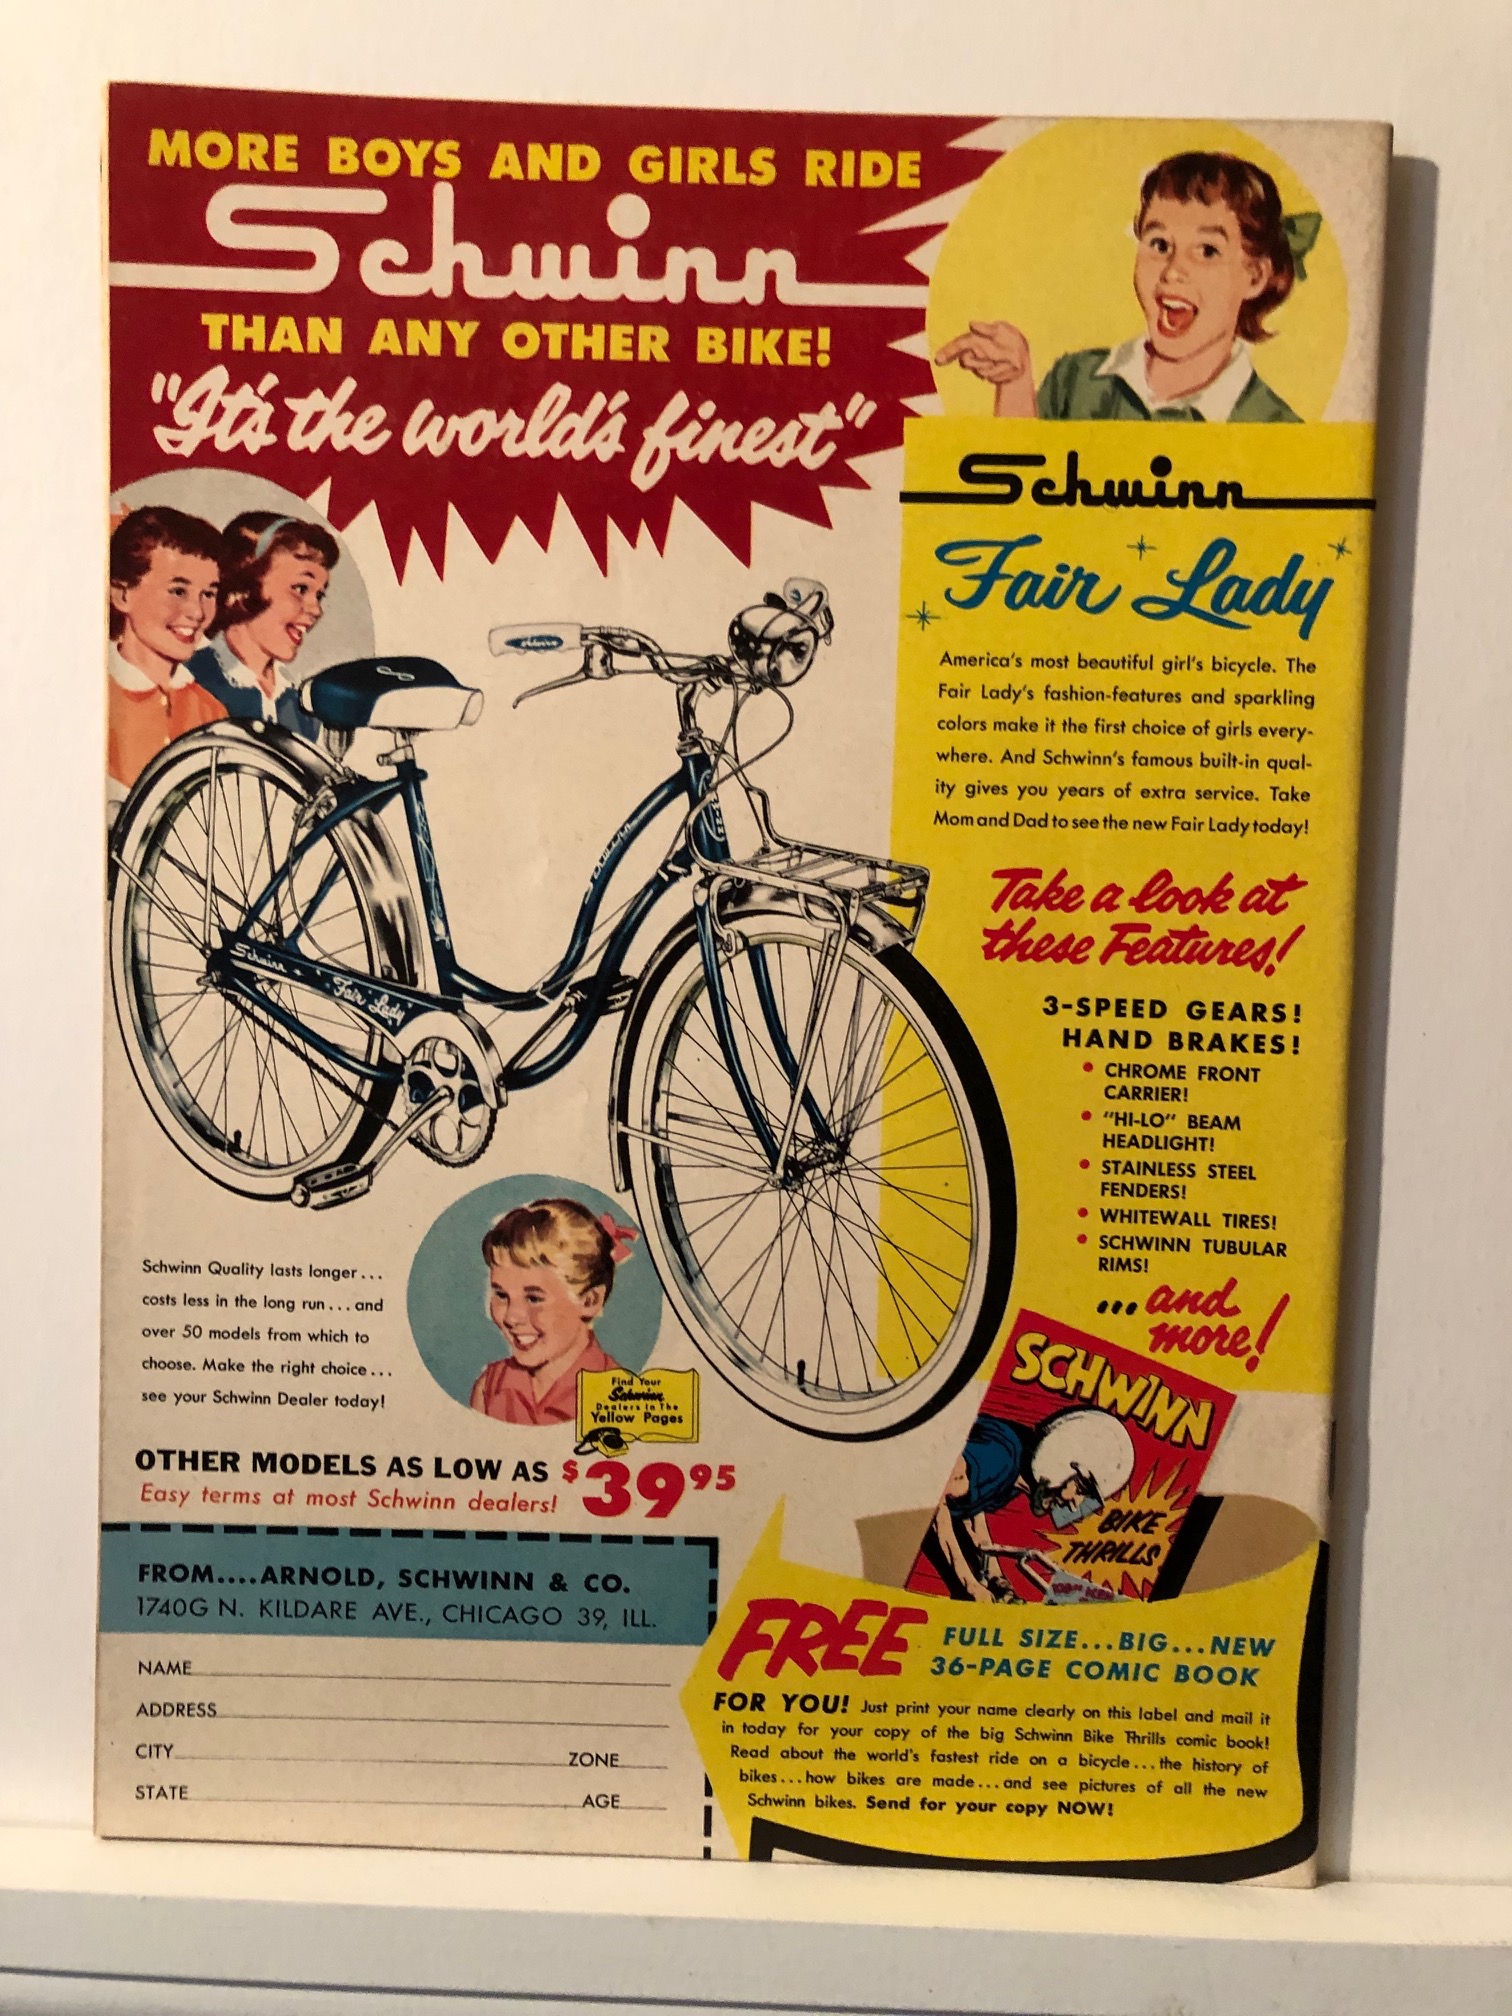 MORE BOYS AND GIRLS RIDE
Schwinn
THAN ANY OTHER BIKE!
"It's the world's finest"
Schwinn
Fair Lady
America's most beautiful girl's bicycle. The
Fair Lady's fashion-features and sparkling
colors make it the first choice of girls every-
where. And Schwinn's famous built-in qual-
ity gives you years of extra service. Take
Mom and Dad to see the new Fair Lady today!
Take a look at
these Features!
3-SPEED GEARS!
HAND BRAKES!
• CHROME FRONT
CARRIER!
• "HI-LO" BEAM
HEADLIGHT!
• STAINLESS STEEL
FENDERS!
• WHITEWALL TIRES!
• SCHWINN TUBULAR
RIMS!
... and
more!
Schwinn
Schwinn
Fair Lady
Schwinn Quality lasts longer...
costs less in the long run... and
over 50 models from which to
choose. Make the right choice...
see your Schwinn Dealer today!
Find Your
Schwinn
Dealers In The
Yellow Pages
OTHER MODELS AS LOW AS $39.95
Easy terms at most Schwinn dealers!
SCHWINN
BIKE
THRILLS
FROM....ARNOLD, SCHWINN & CO.
1740G N. KILDARE AVE., CHICAGO 39, ILL.
NAME
ADDRESS
CITY ZONE
STATE AGE
FREE FULL SIZE...BIG...NEW
36-PAGE COMIC BOOK
FOR YOU! Just print your name clearly on this label and mail it
in today for your copy of the big Schwinn Bike Thrills comic book!
Read about the world's fastest ride on a bicycle...the history of
bikes...how bikes are made...and see pictures of all the new
Schwinn bikes. Send for your copy NOW!